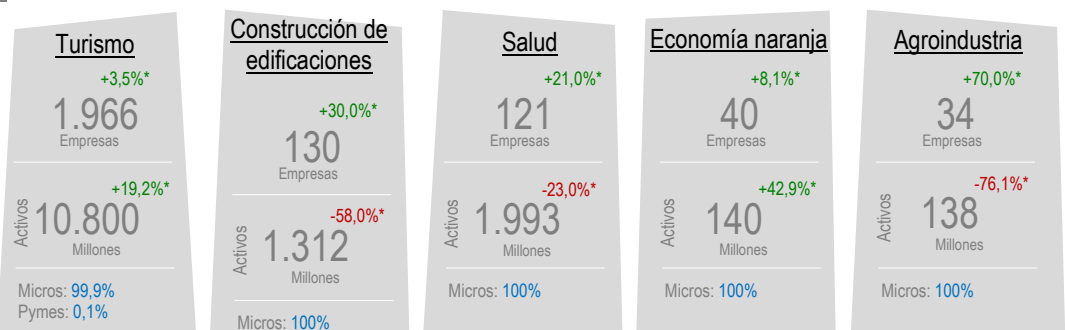 Turismo
+3,5%*
1.966
Empresas
+19,2%*
Activos
10.800
Millones
Micros: 99,9%
Pymes: 0,1%
Construcción de
edificaciones
+30,0%*
130
Empresas
-58,0%*
Activos
1.312
Millones
Micros: 100%
Salud
+21,0%*
121
Empresas
-23,0%*
Activos
1.993
Millones
Micros: 100%
Economía naranja
+8,1%*
40
Empresas
+42,9%*
Activos
140
Millones
Micros: 100%
Agroindustria
+70,0%*
34
Empresas
-76,1%*
Activos
138
Millones
Micros: 100%